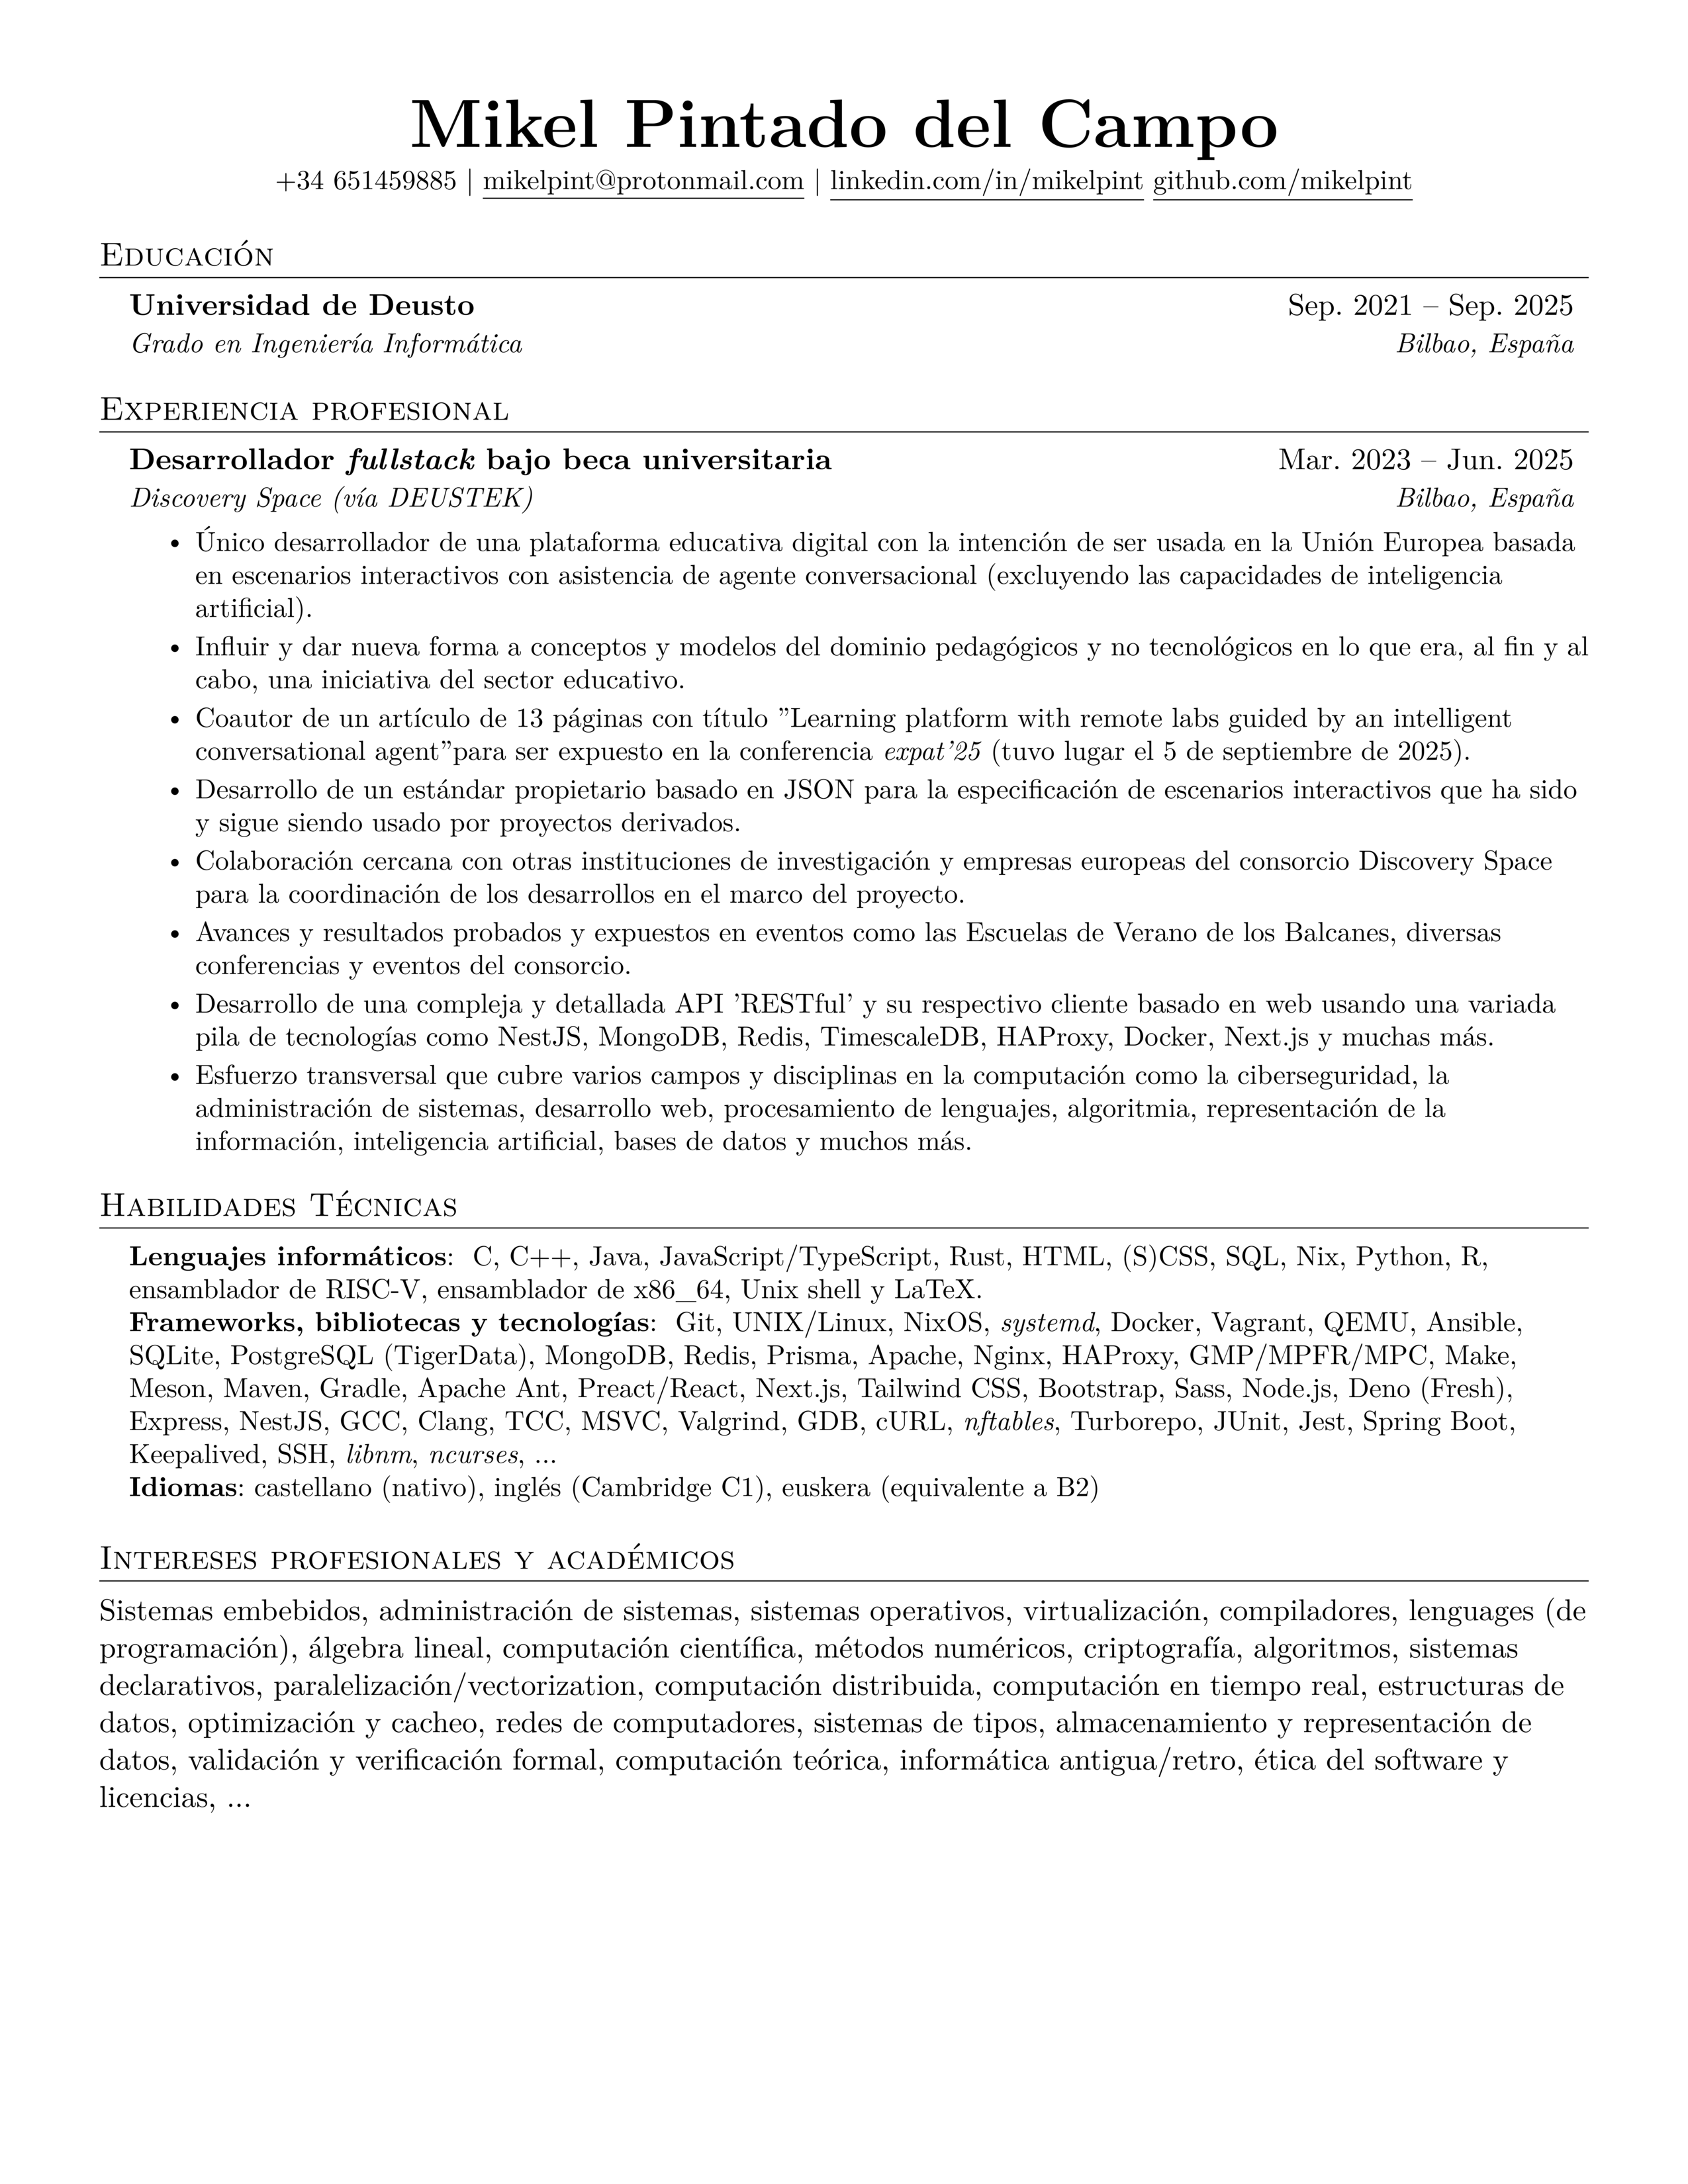 Mikel Pintado del Campo
+34 651459885 | mikelpint@protonmail.com | linkedin.com/in/mikelpint github.com/mikelpint
Educación
Universidad de Deusto Sep. 2021 – Sep. 2025
Grado en Ingeniería Informática Bilbao, España
Experiencia profesional
Desarrollador fullstack bajo beca universitaria Mar. 2023 – Jun. 2025
Discovery Space (vía DEUSTEK) Bilbao, España
• Único desarrollador de una plataforma educativa digital con la intención de ser usada en la Unión Europea basada
en escenarios interactivos con asistencia de agente conversacional (excluyendo las capacidades de inteligencia
artificial).
• Influir y dar nueva forma a conceptos y modelos del dominio pedagógicos y no tecnológicos en lo que era, al fin y al
cabo, una iniciativa del sector educativo.
• Coautor de un artículo de 13 páginas con título ”Learning platform with remote labs guided by an intelligent
conversational agent”para ser expuesto en la conferencia expat’25 (tuvo lugar el 5 de septiembre de 2025).
• Desarrollo de un estándar propietario basado en JSON para la especificación de escenarios interactivos que ha sido
y sigue siendo usado por proyectos derivados.
• Colaboración cercana con otras instituciones de investigación y empresas europeas del consorcio Discovery Space
para la coordinación de los desarrollos en el marco del proyecto.
• Avances y resultados probados y expuestos en eventos como las Escuelas de Verano de los Balcanes, diversas
conferencias y eventos del consorcio.
• Desarrollo de una compleja y detallada API ’RESTful’ y su respectivo cliente basado en web usando una variada
pila de tecnologías como NestJS, MongoDB, Redis, TimescaleDB, HAProxy, Docker, Next.js y muchas más.
• Esfuerzo transversal que cubre varios campos y disciplinas en la computación como la ciberseguridad, la
administración de sistemas, desarrollo web, procesamiento de lenguajes, algoritmia, representación de la
información, inteligencia artificial, bases de datos y muchos más.
Habilidades Técnicas
Lenguajes informáticos: C, C++, Java, JavaScript/TypeScript, Rust, HTML, (S)CSS, SQL, Nix, Python, R,
ensamblador de RISC-V, ensamblador de x86_64, Unix shell y LaTeX.
Frameworks, bibliotecas y tecnologías: Git, UNIX/Linux, NixOS, systemd, Docker, Vagrant, QEMU, Ansible,
SQLite, PostgreSQL (TigerData), MongoDB, Redis, Prisma, Apache, Nginx, HAProxy, GMP/MPFR/MPC, Make,
Meson, Maven, Gradle, Apache Ant, Preact/React, Next.js, Tailwind CSS, Bootstrap, Sass, Node.js, Deno (Fresh),
Express, NestJS, GCC, Clang, TCC, MSVC, Valgrind, GDB, cURL, nftables, Turborepo, JUnit, Jest, Spring Boot,
Keepalived, SSH, libnm, ncurses, ...
Idiomas: castellano (nativo), inglés (Cambridge C1), euskera (equivalente a B2)
Intereses profesionales y académicos
Sistemas embebidos, administración de sistemas, sistemas operativos, virtualización, compiladores, lenguages (de
programación), álgebra lineal, computación científica, métodos numéricos, criptografía, algoritmos, sistemas
declarativos, paralelización/vectorization, computación distribuida, computación en tiempo real, estructuras de
datos, optimización y cacheo, redes de computadores, sistemas de tipos, almacenamiento y representación de
datos, validación y verificación formal, computación teórica, informática antigua/retro, ética del software y
licencias, ...